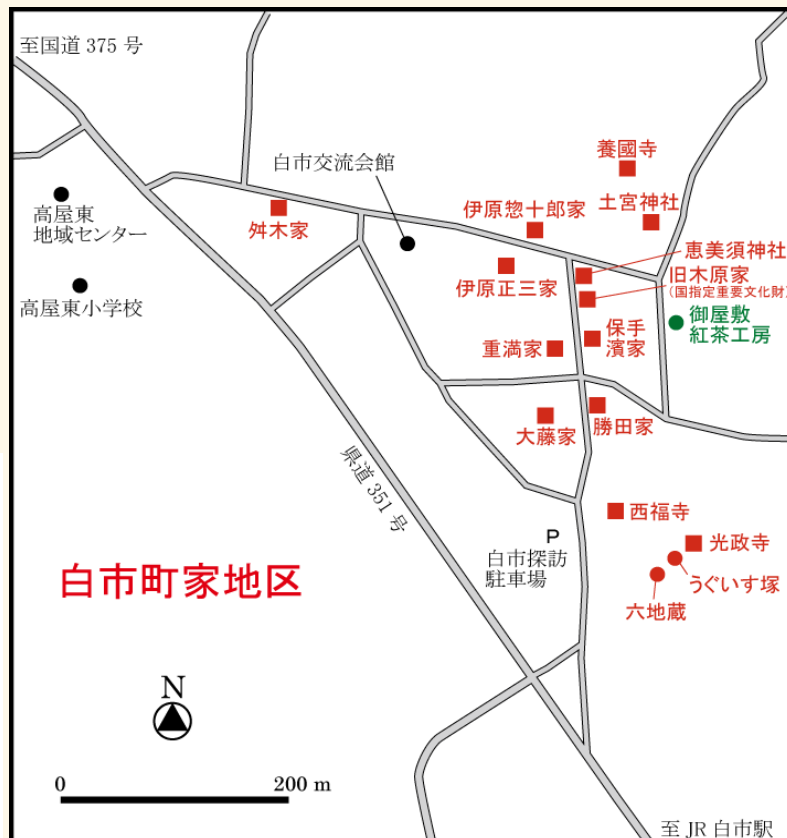 至国道 375 号
白市交流会館
養國寺
土宮神社
高屋東
地域センター
舛木家
伊原惣十郎家
恵美須神社
旧木原家
(国指定重要文化財)
伊原正三家
高屋東小学校
御屋敷
紅茶工房
保手
濱家
重満家
大藤家
勝田家
県道 351 号
西福寺
P
白市探訪
駐車場
光政寺
うぐいす塚
六地蔵
白市町家地区
N
0
200 m
至 JR 白市駅